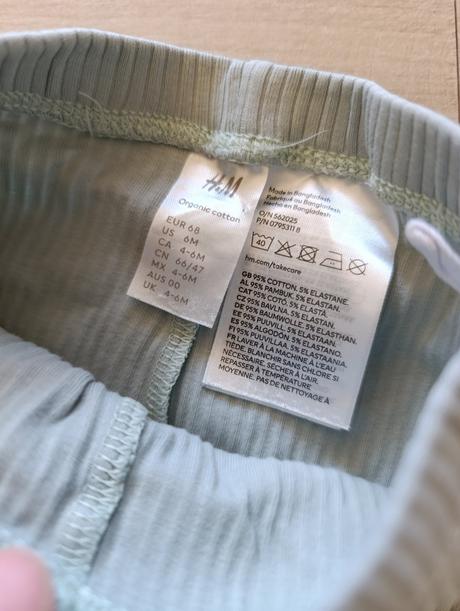 H&M
Organic cotton
EUR 68
US 6M
CA 4-6M
CN 66/47
MX 4-6M
AUS 00
UK 4-6M
Made in Bangladesh
Fabriqué au Bangladesh
Hecho en Bangladesh
O/N 562025
P/N 0795311 8
40
hm.com/takecare
GB 95% COTTON, 5% ELASTANE.
AL 95% PAMBUK, 5% ELASTAN.
CAT 95% COTÓ, 5% ELASTÀ.
CZ 95% BAVLNA, 5% ELASTHAN.
DE 95% BAUMWOLLE, 5% ELASTHAN.
EE 95% PUUVILL, 5% ELASTAAN.
ES 95% ALGODÓN, 5% ELASTANO.
FI 95% PUUVILLAA, 5% ELASTAANIA.
FR LAVER À LA MACHINE À L'EAU
TIÈDE. BLANCHIR SANS CHLORE SI
NÉCESSAIRE. SÉCHER À L'AIR.
REPASSER À TEMPÉRATURE
MOYENNE. PAS DE NETTOYAGE À